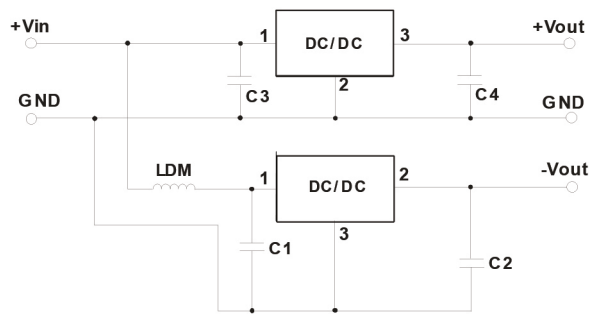 +Vin
1
DC/DC
3
+Vout
2
C3
C4
GND
GND
LDM
1
DC/DC
2
-Vout
3
C1
C2